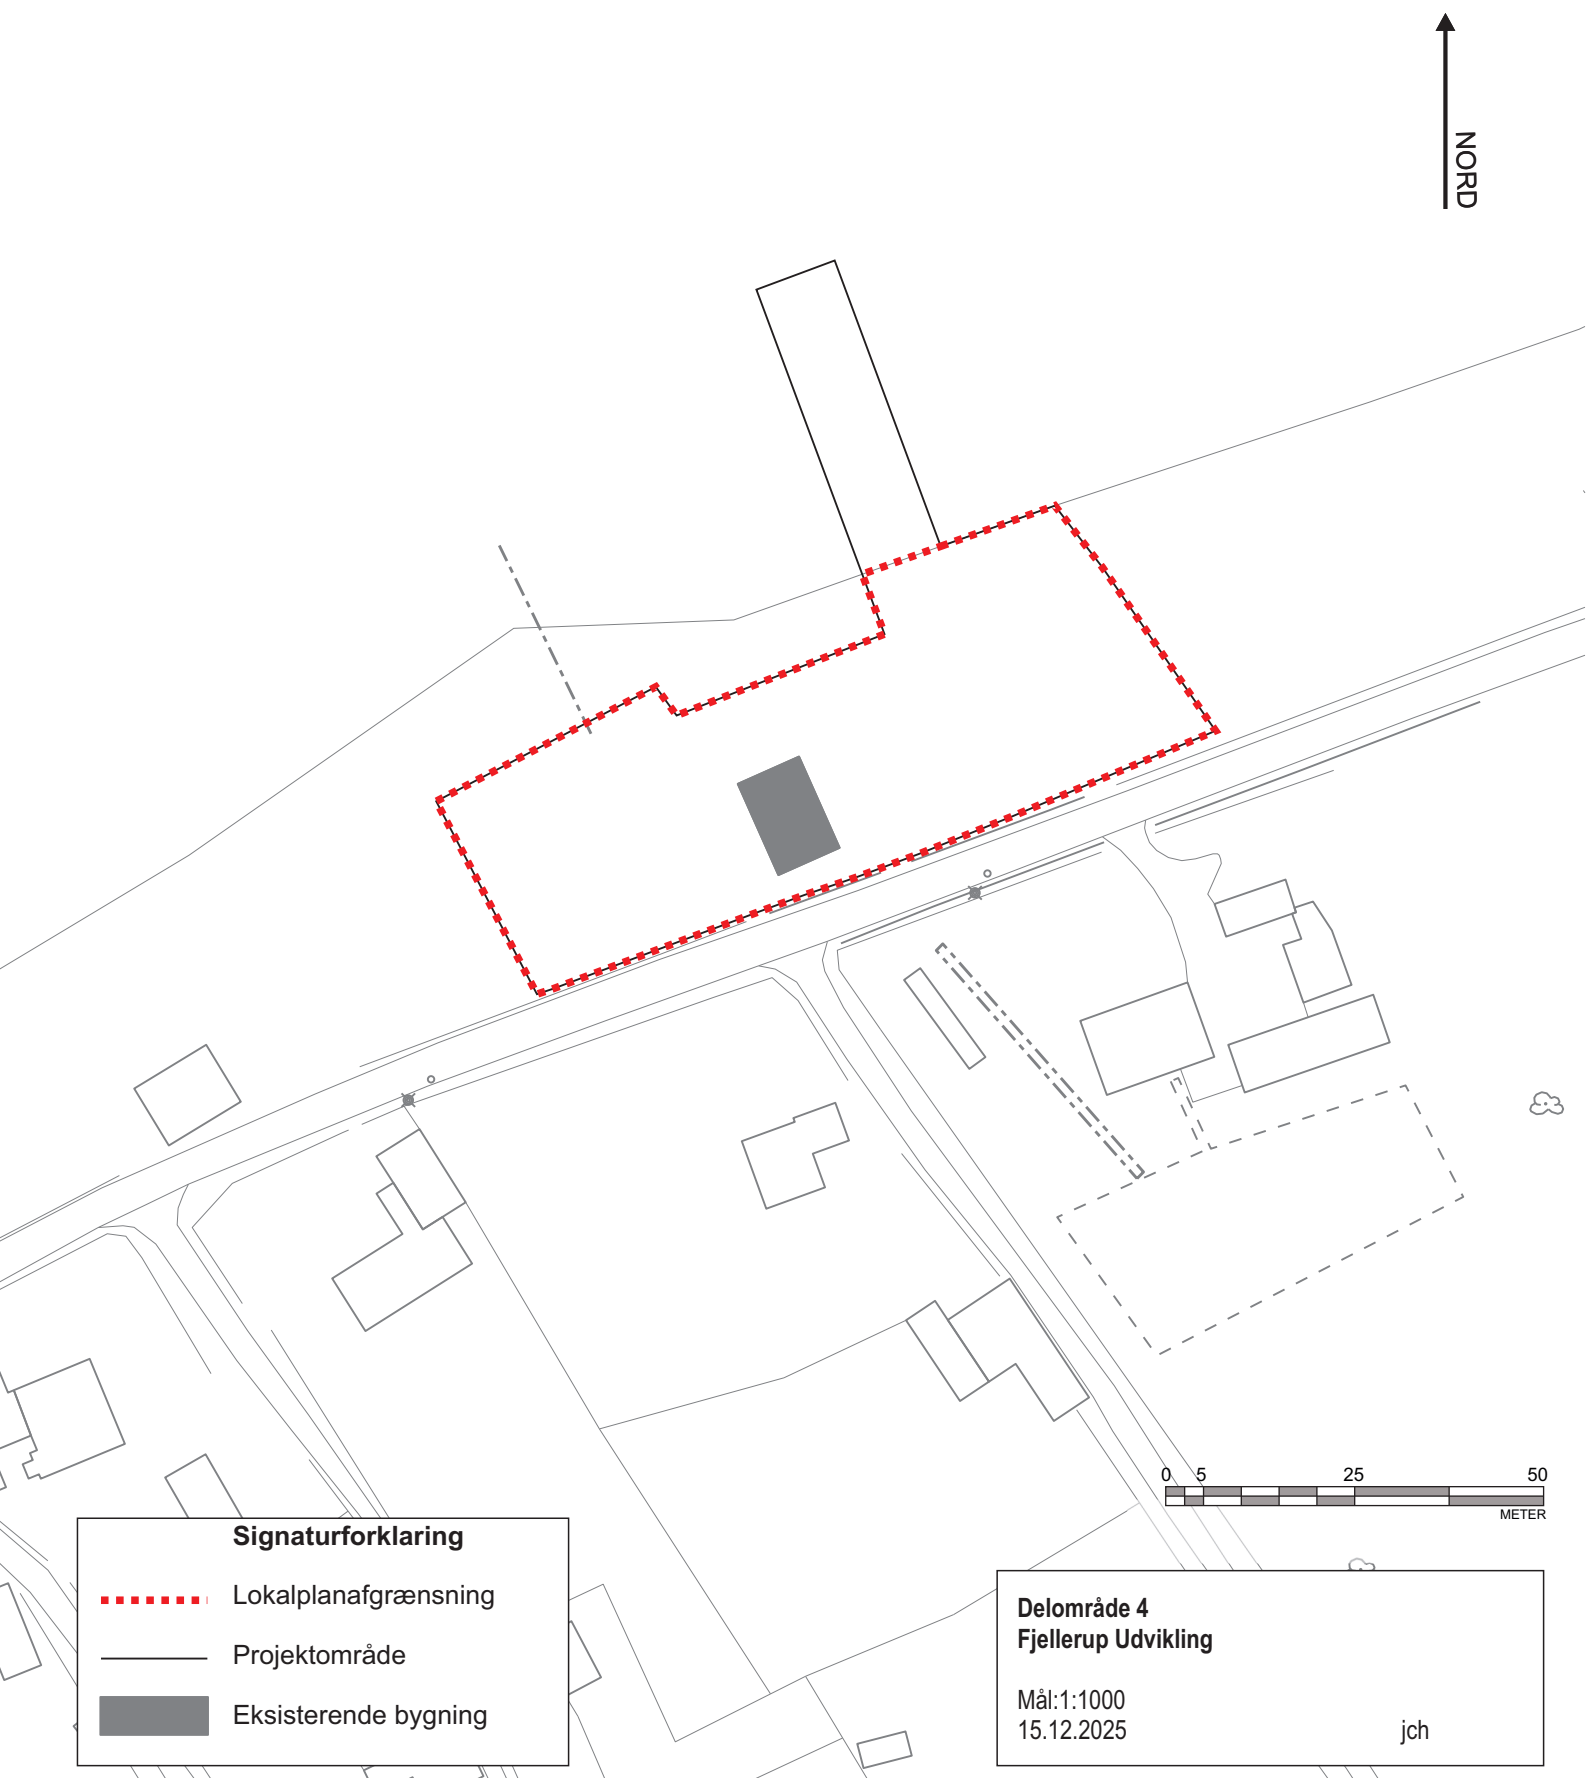 NORD
0 5 25 50
METER
Signaturforklaring
Lokalplanafgrænsning
Projektområde
Eksisterende bygning
Delområde 4
Fjellerup Udvikling
Mål:1:1000
15.12.2025 jch